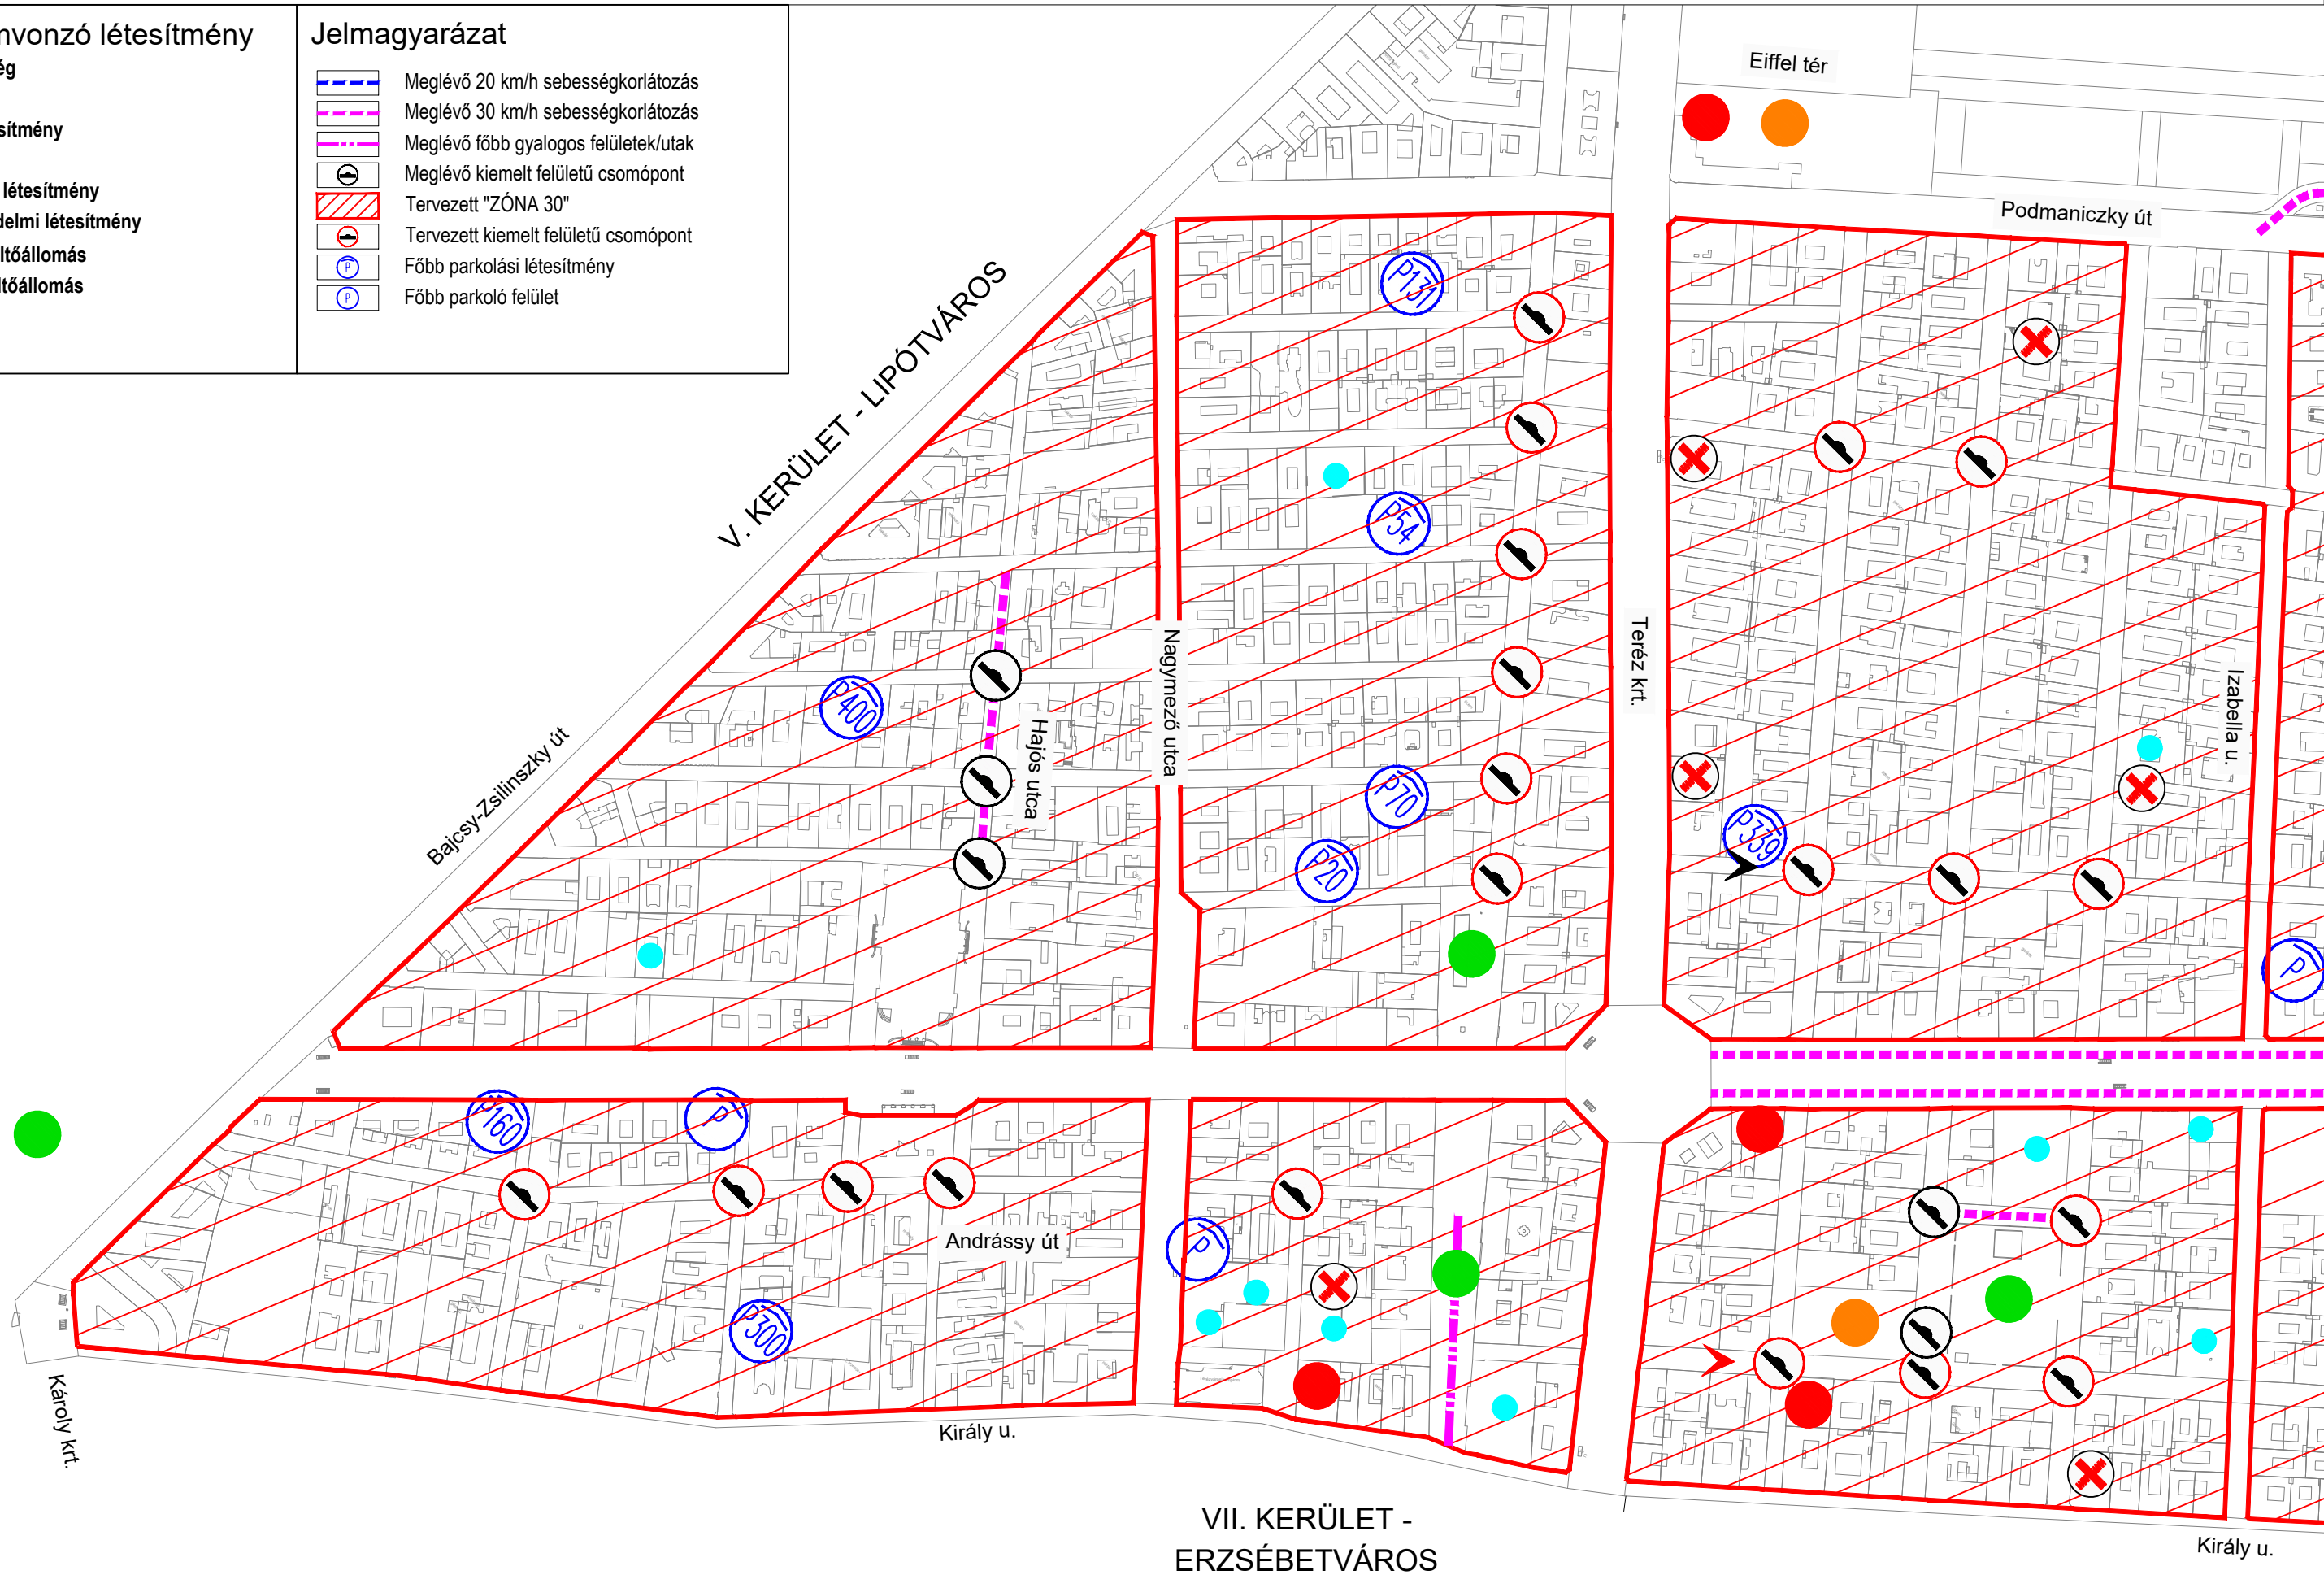 nvonzó létesítmény
ég
sítmény
létesítmény
delmi létesítmény
ltőállomás
ltőállomás
Jelmagyarázat
Meglévő 20 km/h sebességkorlátozás
Meglévő 30 km/h sebességkorlátozás
Meglévő főbb gyalogos felületek/utak
Meglévő kiemelt felületű csomópont
Tervezett "ZÓNA 30"
Tervezett kiemelt felületű csomópont
P Főbb parkolási létesítmény
P Főbb parkoló felület
Eiffel tér
Podmaniczky út
V. KERÜLET - LIPÓTVÁROS
P131
P54
Teréz krt.
Nagymező utca
Izabella u.
P400
Hajós utca
Bajcsy-Zsilinszky út
P70
P20
P339
P
P160
P
Andrássy út
P
P300
Károly krt.
Király u.
VII. KERÜLET -
ERZSÉBETVÁROS
Király u.